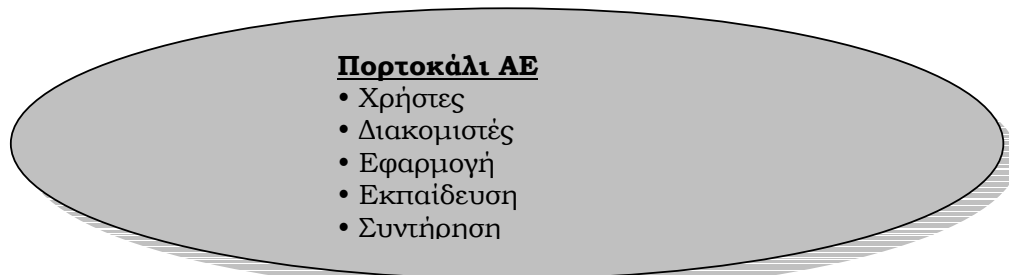 Πορτοκάλι ΑΕ
• Χρήστες
• Διακομιστές
• Εφαρμογή
• Εκπαίδευση
• Συντήρηση